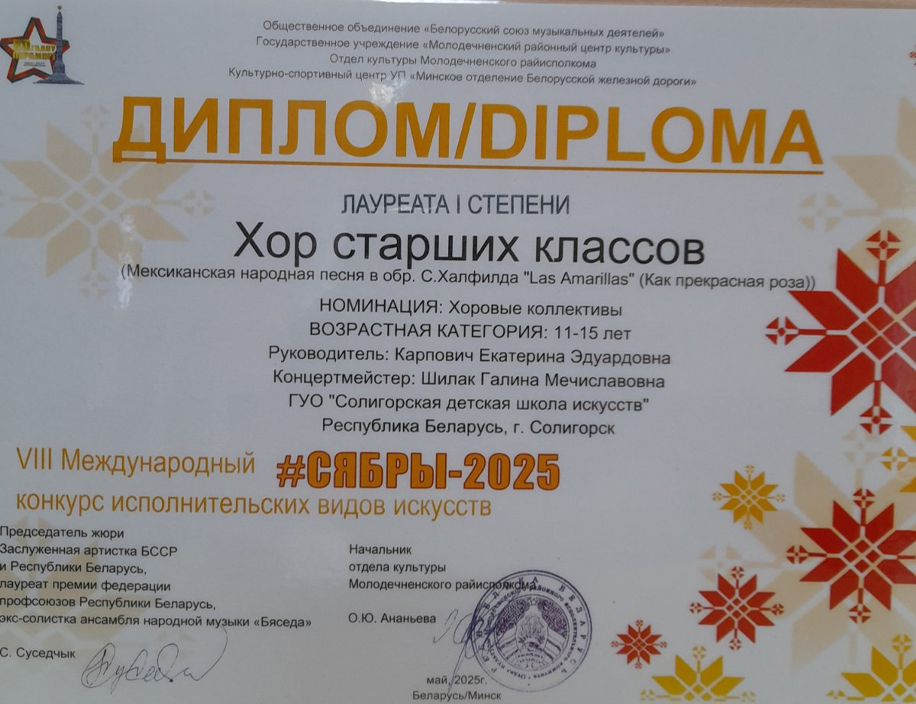 Общественное объединение «Белорусский союз музыкальных деятелей»
Государственное учреждение «Молодечненский районный центр культуры»
Отдел культуры Молодечненского райисполкома
Культурно-спортивный центр УП «Минское отделение Белорусской железной дороги»
ДИПЛОМ/DIPLOMA
ЛАУРЕАТА I СТЕПЕНИ
Хор старших классов
(Мексиканская народная песня в обр. С.Халфилда "Las Amarillas" (Как прекрасная роза))
НОМИНАЦИЯ: Хоровые коллективы
ВОЗРАСТНАЯ КАТЕГОРИЯ: 11-15 лет
Руководитель: Карпович Екатерина Эдуардовна
Концертмейстер: Шилак Галина Мечиславовна
ГУО "Солигорская детская школа искусств"
Республика Беларусь, г. Солигорск
VIII Международный #СЯБРЫ-2025
конкурс исполнительских видов искусств
Председатель жюри
Заслуженная артистка БССР
и Республики Беларусь,
лауреат премии федерации
профсоюзов Республики Беларусь,
экс-солистка ансамбля народной музыки «Бяседа»
С. Суседчык
Начальник
отдела культуры
Молодечненского райисполкома
О.Ю. Ананьева
май, 2025г.
Беларусь/Минск